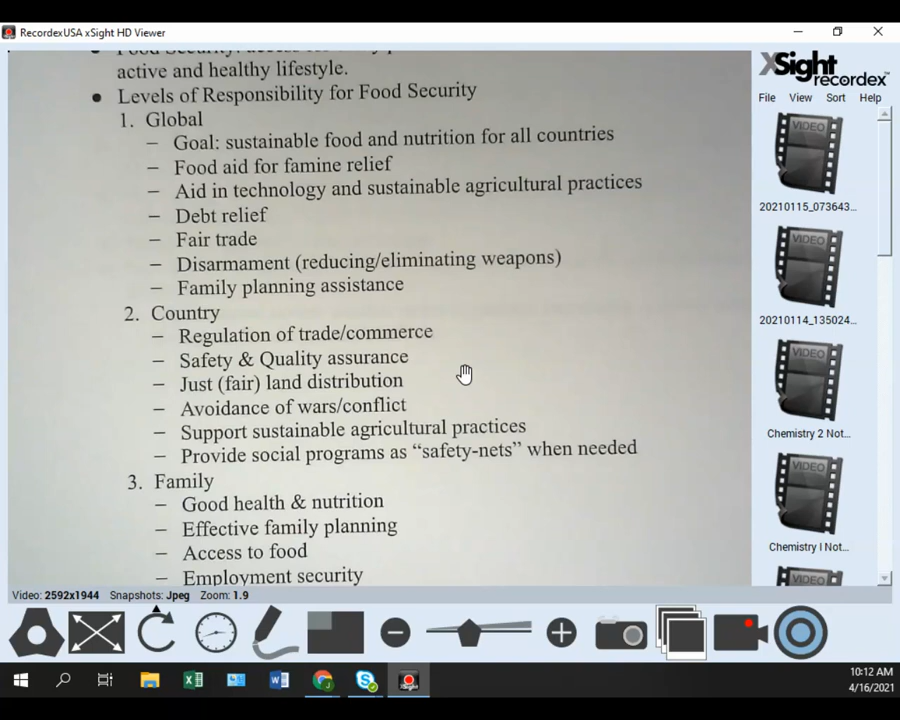 RecordexUSA xSight HD Viewer
active and healthy lifestyle.
• Levels of Responsibility for Food Security
1. Global
– Goal: sustainable food and nutrition for all countries
– Food aid for famine relief
– Aid in technology and sustainable agricultural practices
– Debt relief
– Fair trade
– Disarmament (reducing/eliminating weapons)
– Family planning assistance
2. Country
– Regulation of trade/commerce
– Safety & Quality assurance
– Just (fair) land distribution
– Avoidance of wars/conflict
– Support sustainable agricultural practices
– Provide social programs as “safety-nets” when needed
3. Family
– Good health & nutrition
– Effective family planning
– Access to food
– Employment security
XSight
recordex
File View Sort Help
VIDEO
20210115_073643...
VIDEO
20210114_135024...
VIDEO
Chemistry 2 Not...
VIDEO
Chemistry I Not...
VIDEO
Video: 2592x1944 Snapshots: Jpeg Zoom: 1.9
10:12 AM
4/16/2021